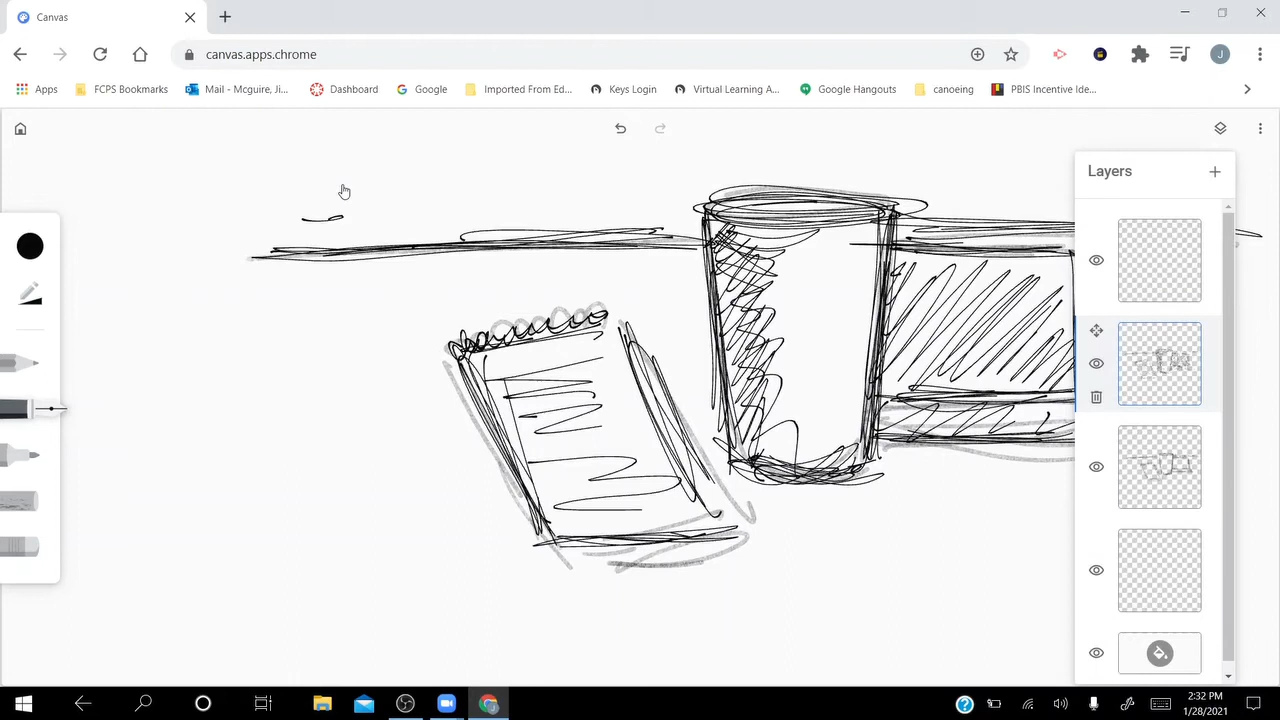 Canvas
canvas.apps.chrome
J
Apps
FCPS Bookmarks
Mail - Mcguire, Ji...
Dashboard
Google
Imported From Ed...
Keys Login
Virtual Learning A...
Google Hangouts
canoeing
PBIS Incentive Ide...
Layers
2:32 PM
1/28/2021